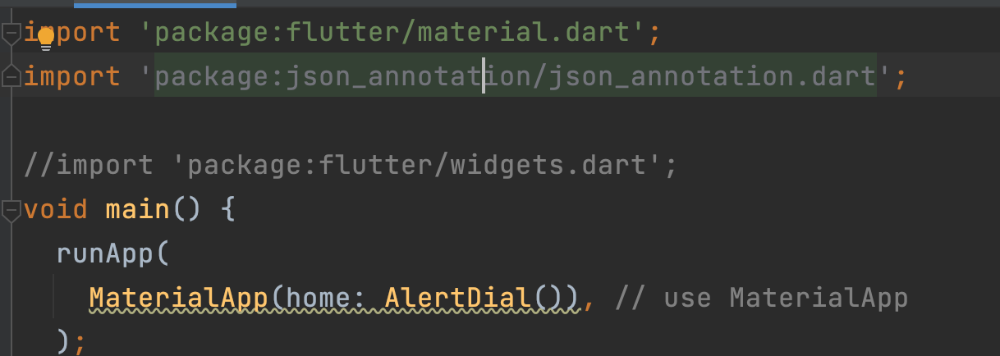 import 'package:flutter/material.dart';
import 'package:json_annotation/json_annotation.dart';
//import 'package:flutter/widgets.dart';
void main() {
runApp(
MaterialApp(home: AlertDial()), // use MaterialApp
);